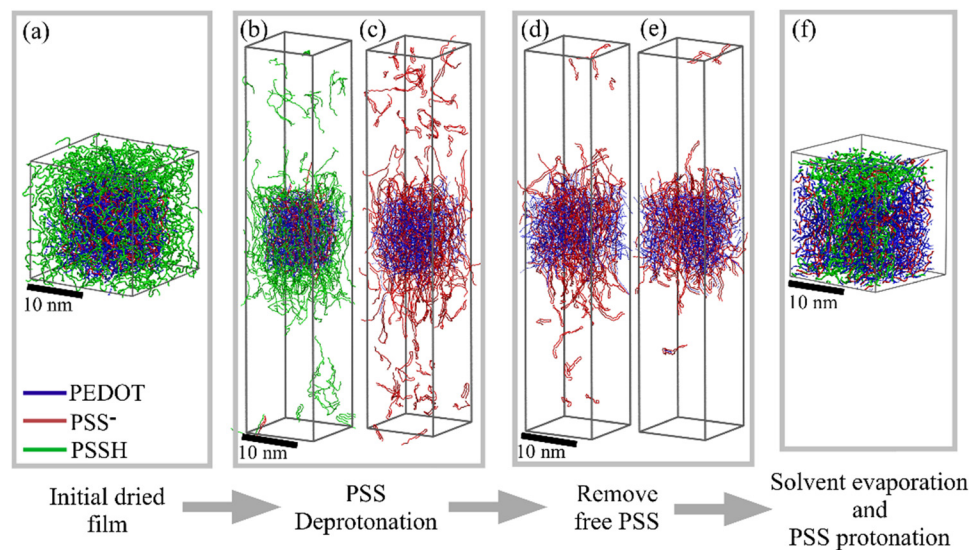 (a)
(b)
(c)
(d)
(e)
(f)
10 nm
10 nm
10 nm
10 nm
PEDOT
PSS⁻
PSSH
Initial dried
film
PSS
Deprotonation
Remove
free PSS
Solvent evaporation
and
PSS protonation